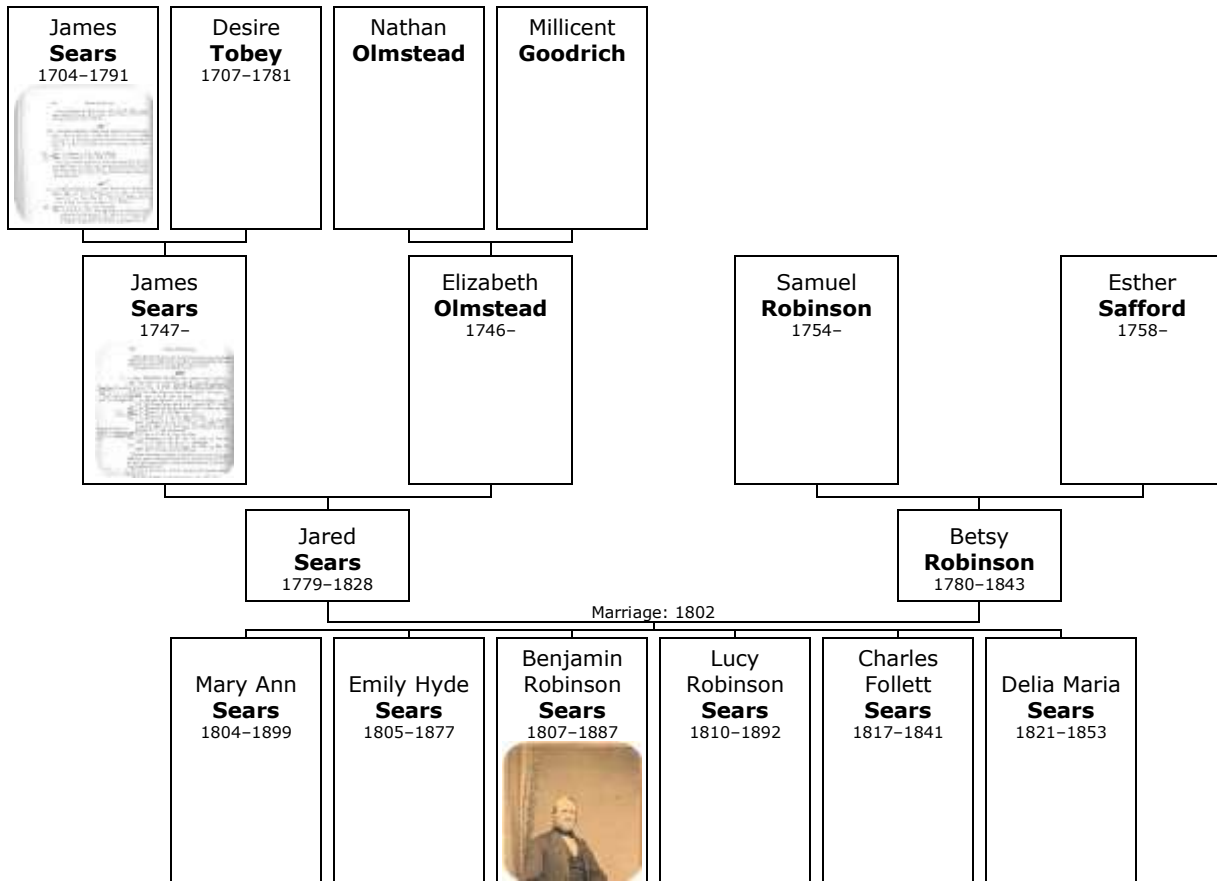 James
Sears
1704–1791
Desire
Tobey
1707–1781
Nathan
Olmstead
Millicent
Goodrich
James
Sears
1747–
Elizabeth
Olmstead
1746–
Samuel
Robinson
1754–
Esther
Safford
1758–
Jared
Sears
1779–1828
Betsy
Robinson
1780–1843
Marriage: 1802
Mary Ann
Sears
1804–1899
Emily Hyde
Sears
1805–1877
Benjamin
Robinson
Sears
1807–1887
Lucy
Robinson
Sears
1810–1892
Charles
Follett
Sears
1817–1841
Delia Maria
Sears
1821–1853